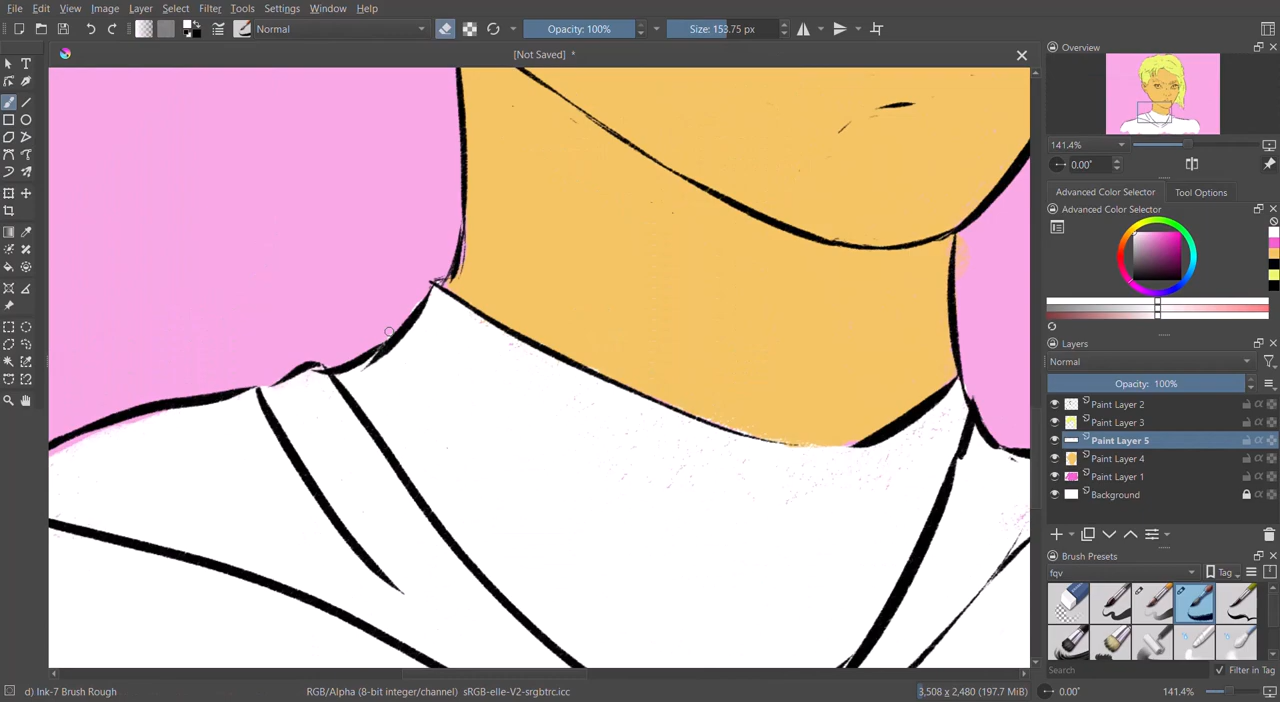 File Edit View Image Layer Select Filter Tools Settings Window Help
Normal Opacity: 100% Size: 153.75 px
[Not Saved] *
Overview
141.4%
0.00°
Advanced Color Selector Tool Options
Advanced Color Selector
Layers
Normal
Opacity: 100%
Paint Layer 2
Paint Layer 3
Paint Layer 5
Paint Layer 4
Paint Layer 1
Background
Brush Presets
fqv Tag
Search Filter in Tag
d) Ink-7 Brush Rough RGB/Alpha (8-bit integer/channel) sRGB-elle-V2-srgbtrc.icc 3,508 x 2,480 (197.7 MiB) 0.00° 141.4%